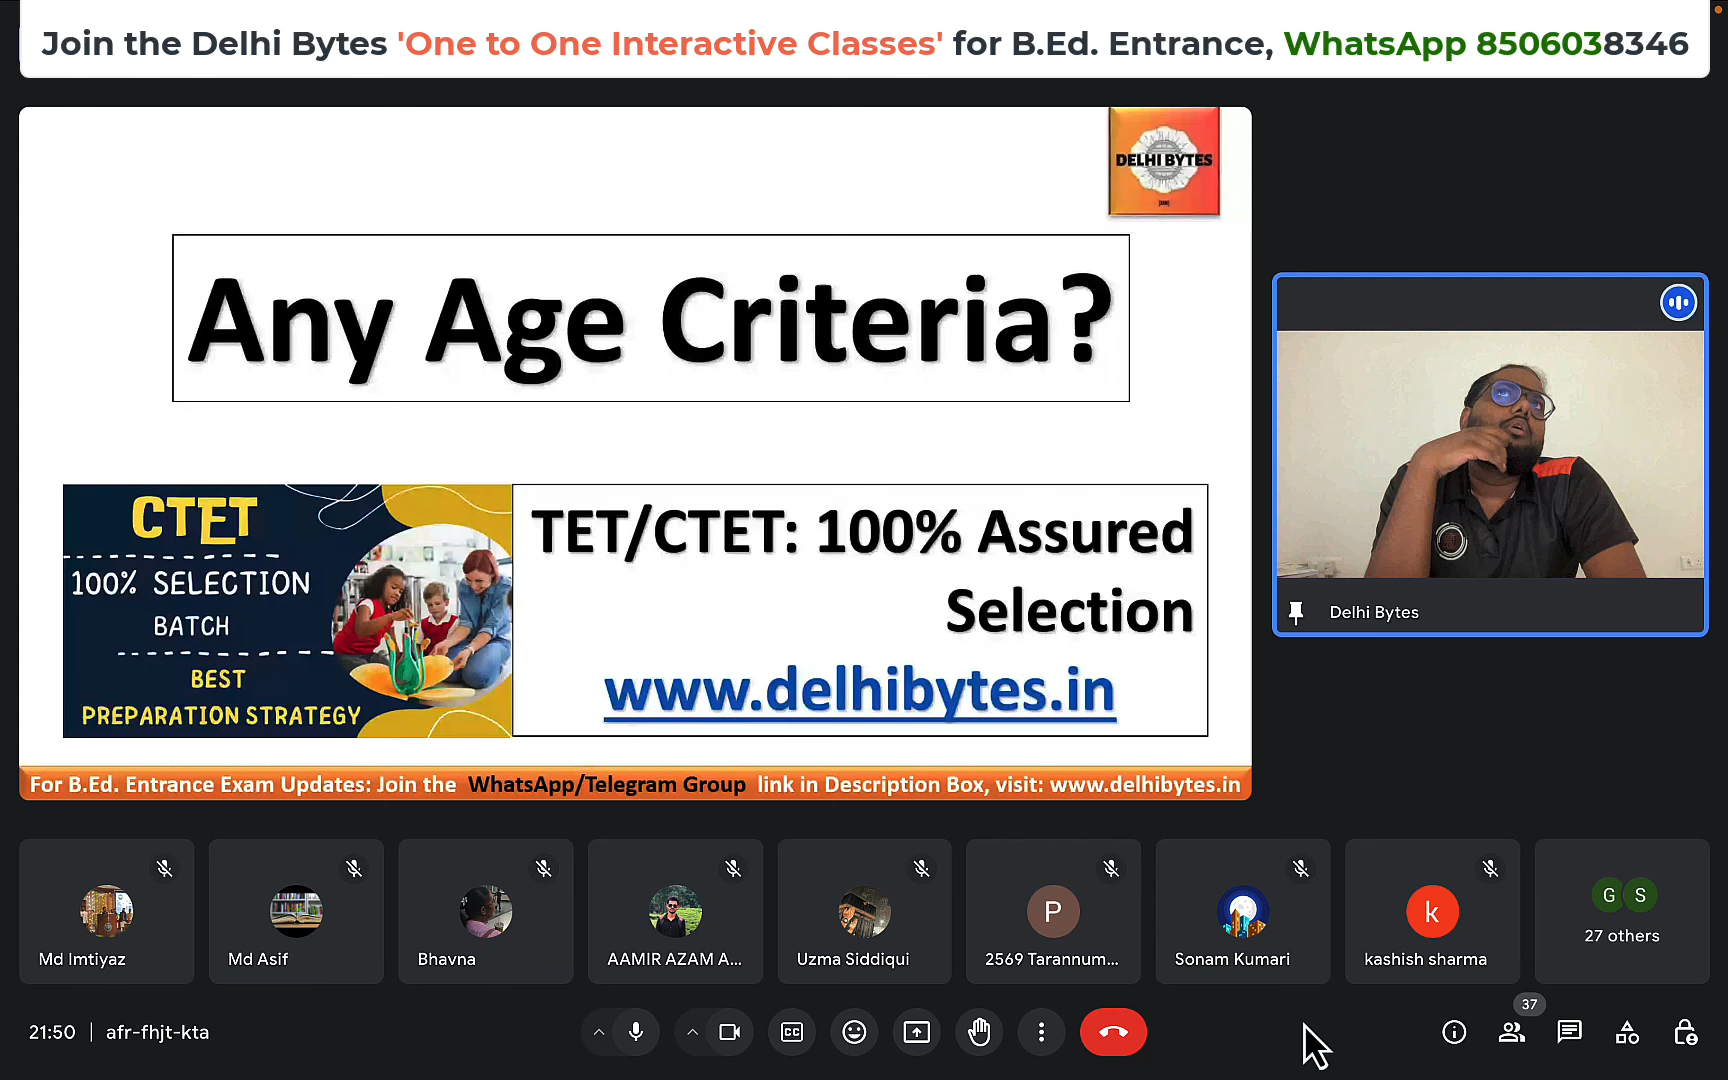 Join the Delhi Bytes 'One to One Interactive Classes' for B.Ed. Entrance, WhatsApp 8506038346
DELHI BYTES
Any Age Criteria?
CTET
100% SELECTION
BATCH
BEST
PREPARATION STRATEGY
TET/CTET: 100% Assured
Selection
www.delhibytes.in
Delhi Bytes
For B.Ed. Entrance Exam Updates: Join the WhatsApp/Telegram Group link in Description Box, visit: www.delhibytes.in
Md Imtiyaz
Md Asif
Bhavna
AAMIR AZAM A...
Uzma Siddiqui
P
2569 Tarannum...
Sonam Kumari
k
kashish sharma
G S
27 others
21:50 | afr-fhjt-kta
CC
37